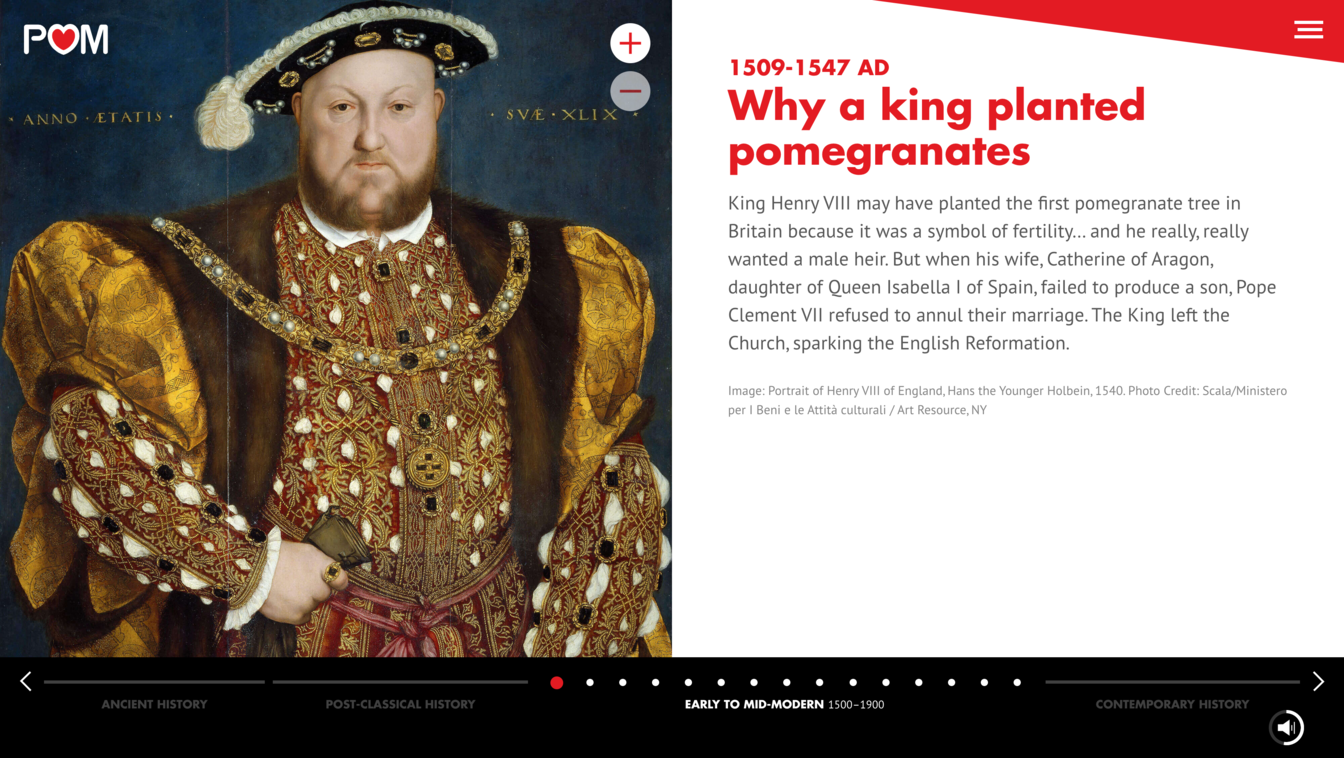 POM
ANNO · ÆTATIS ·
· SVÆ · XLIX ·
1509-1547 AD
Why a king planted
pomegranates
King Henry VIII may have planted the first pomegranate tree in
Britain because it was a symbol of fertility... and he really, really
wanted a male heir. But when his wife, Catherine of Aragon,
daughter of Queen Isabella I of Spain, failed to produce a son, Pope
Clement VII refused to annul their marriage. The King left the
Church, sparking the English Reformation.
Image: Portrait of Henry VIII of England, Hans the Younger Holbein, 1540. Photo Credit: Scala/Ministero
per I Beni e le Attità culturali / Art Resource, NY
ANCIENT HISTORY
POST-CLASSICAL HISTORY
EARLY TO MID-MODERN 1500–1900
CONTEMPORARY HISTORY